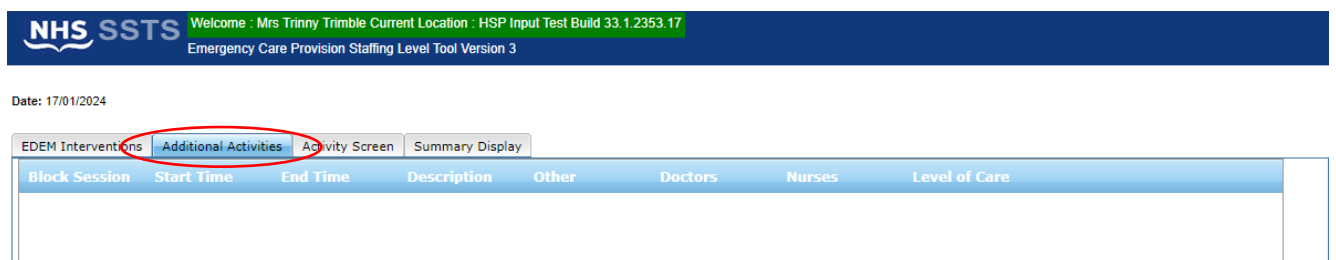 NHS SSTS Welcome : Mrs Trinny Trimble Current Location : HSP Input Test Build 33.1.2353.17
Emergency Care Provision Staffing Level Tool Version 3
Date: 17/01/2024
EDEM Interventions Additional Activities Activity Screen Summary Display
Block Session Start Time End Time Description Other Doctors Nurses Level of Care